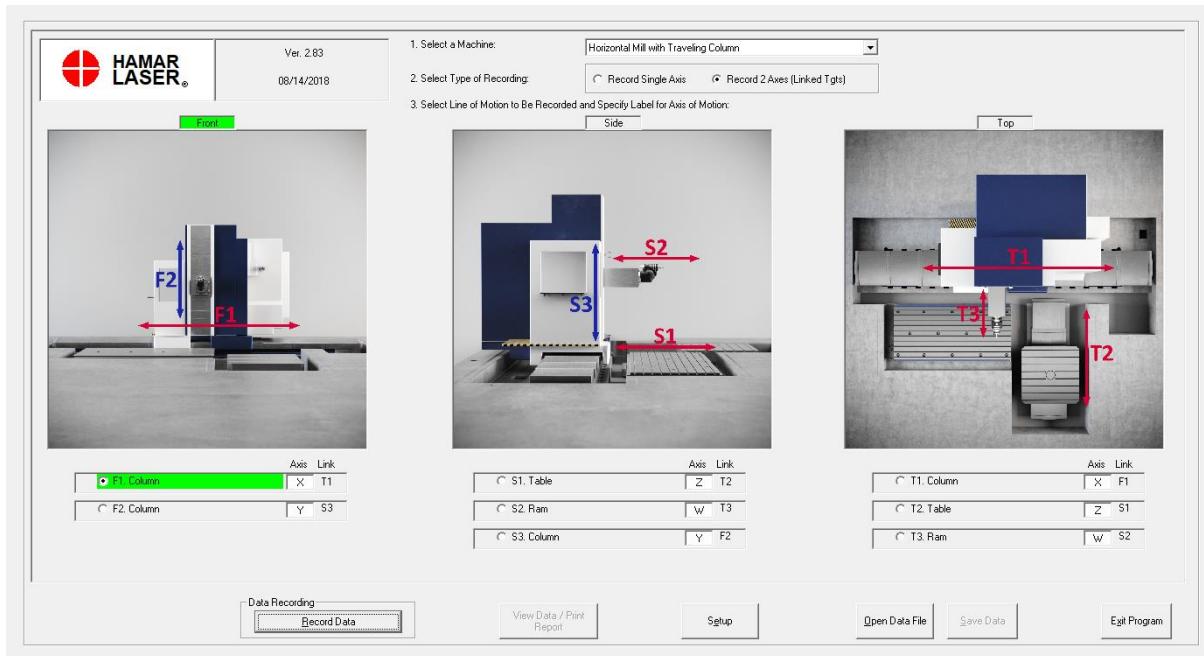 HAMAR
LASER®
Ver. 2.83
08/14/2018
1. Select a Machine:
Horizontal Mill with Traveling Column
2. Select Type of Recording:
Record Single Axis
Record 2 Axes (Linked Tgts)
3. Select Line of Motion to Be Recorded and Specify Label for Axis of Motion:
Front
F2
F1
Axis Link
F1. Column X T1
F2. Column Y S3
Side
S2
S3
S1
Axis Link
S1. Table Z T2
S2. Ram W T3
S3. Column Y F2
Top
T1
T3
T2
Axis Link
T1. Column X F1
T2. Table Z S1
T3. Ram W S2
Data Recording
Record Data
View Data / Print
Report
Setup
Open Data File
Save Data
Exit Program